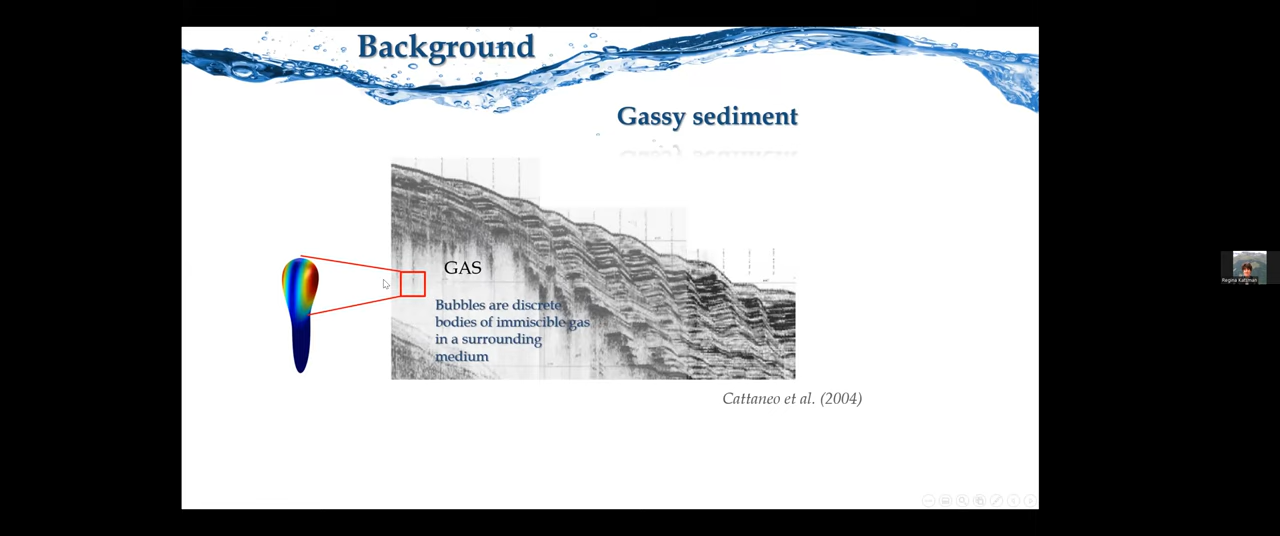 Background
Gassy sediment
GAS
Bubbles are discrete
bodies of immiscible gas
in a surrounding
medium
Cattaneo et al. (2004)
Regina Katsman